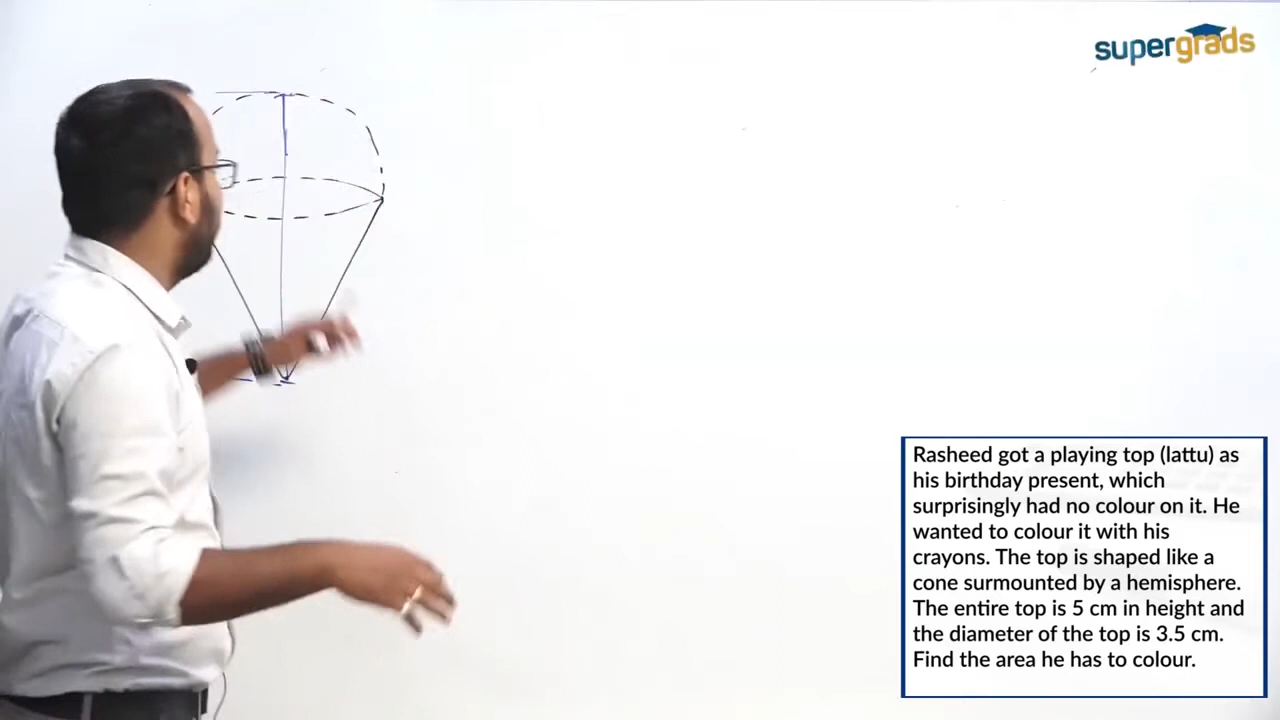 supergrads
Rasheed got a playing top (lattu) as
his birthday present, which
surprisingly had no colour on it. He
wanted to colour it with his
crayons. The top is shaped like a
cone surmounted by a hemisphere.
The entire top is 5 cm in height and
the diameter of the top is 3.5 cm.
Find the area he has to colour.